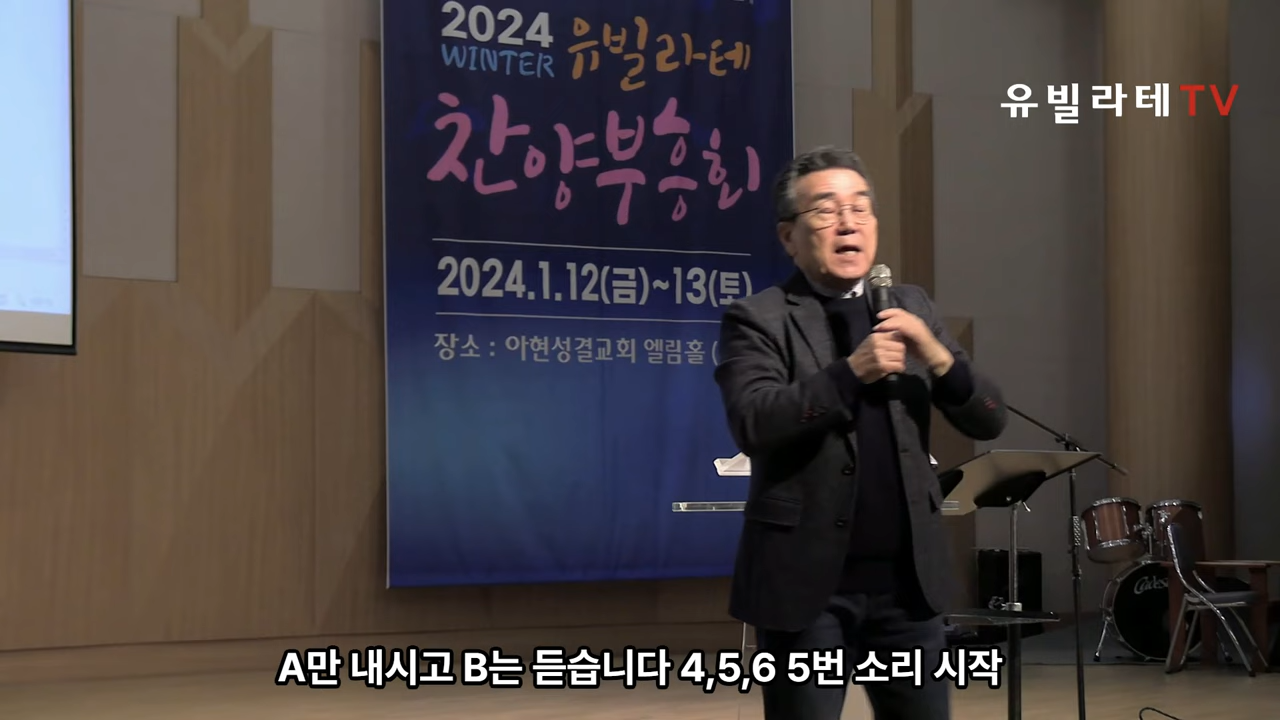 2024
WINTER 유빌라테
찬양부흥회
2024.1.12(금)~13(토)
장소 : 아현성결교회 엘림홀 (
유빌라테TV
A만 내시고 B는 듣습니다 4,5,6 5번 소리 시작